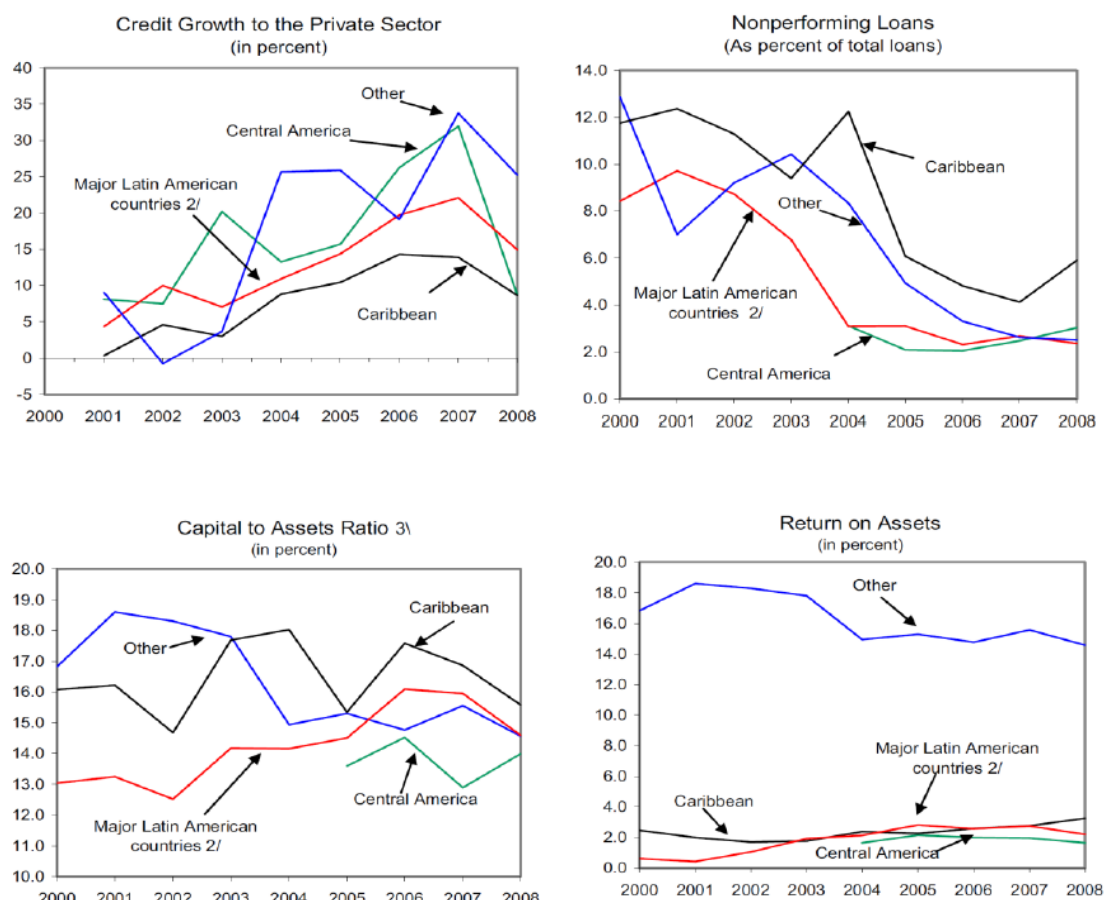 Credit Growth to the Private Sector
(in percent)
40
35
30
25
20
15
10
5
0
-5
Other
Central America
Major Latin American
countries 2/
Caribbean
2000 2001 2002 2003 2004 2005 2006 2007 2008
Nonperforming Loans
(As percent of total loans)
14.0
12.0
10.0
8.0
6.0
4.0
2.0
0.0
Caribbean
Other
Major Latin American
countries 2/
Central America
2000 2001 2002 2003 2004 2005 2006 2007 2008
Capital to Assets Ratio 3\
(in percent)
20.0
19.0
18.0
17.0
16.0
15.0
14.0
13.0
12.0
11.0
10.0
Caribbean
Other
Central America
Major Latin American
countries 2/
2000 2001 2002 2003 2004 2005 2006 2007 2008
Return on Assets
(in percent)
20.0
18.0
16.0
14.0
12.0
10.0
8.0
6.0
4.0
2.0
0.0
Other
Major Latin American
countries 2/
Caribbean
Central America
2000 2001 2002 2003 2004 2005 2006 2007 2008